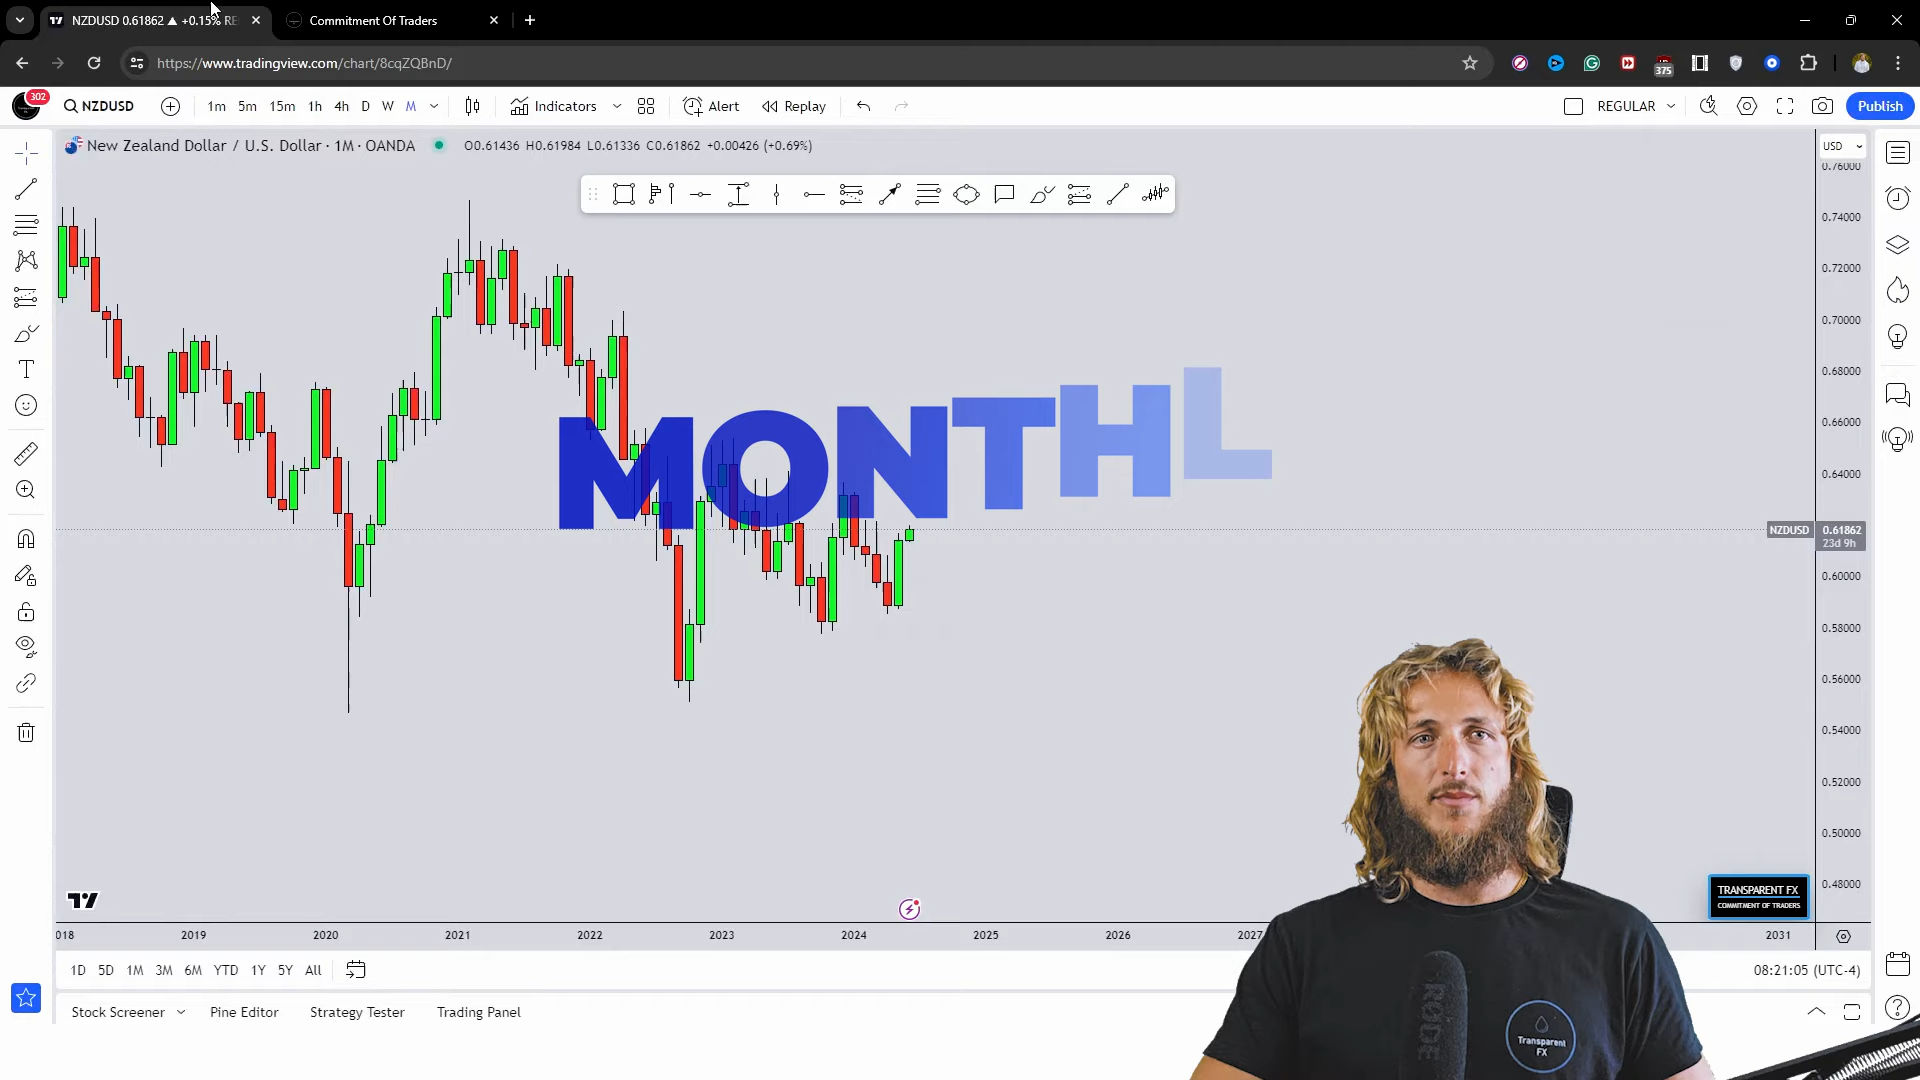 NZDUSD 0.61862 ▲ +0.15% RE
Commitment Of Traders
https://www.tradingview.com/chart/8cqZQBnD/
375
302
NZDUSD
1m 5m 15m 1h 4h D W M
Indicators
Alert
Replay
REGULAR
Publish
New Zealand Dollar / U.S. Dollar · 1M · OANDA
O0.61436 H0.61984 L0.61336 C0.61862 +0.00426 (+0.69%)
USD
0.76000
0.74000
0.72000
0.70000
0.68000
0.66000
0.64000
NZDUSD 0.61862
23d 9h
0.60000
0.58000
0.56000
0.54000
0.52000
0.50000
0.48000
MONTHL
TRANSPARENT FX
COMMITMENT OF TRADERS
018 2019 2020 2021 2022 2023 2024 2025 2026 2027 2031
1D 5D 1M 3M 6M YTD 1Y 5Y All
08:21:05 (UTC-4)
Stock Screener Pine Editor Strategy Tester Trading Panel
RODE
Transparent
FX